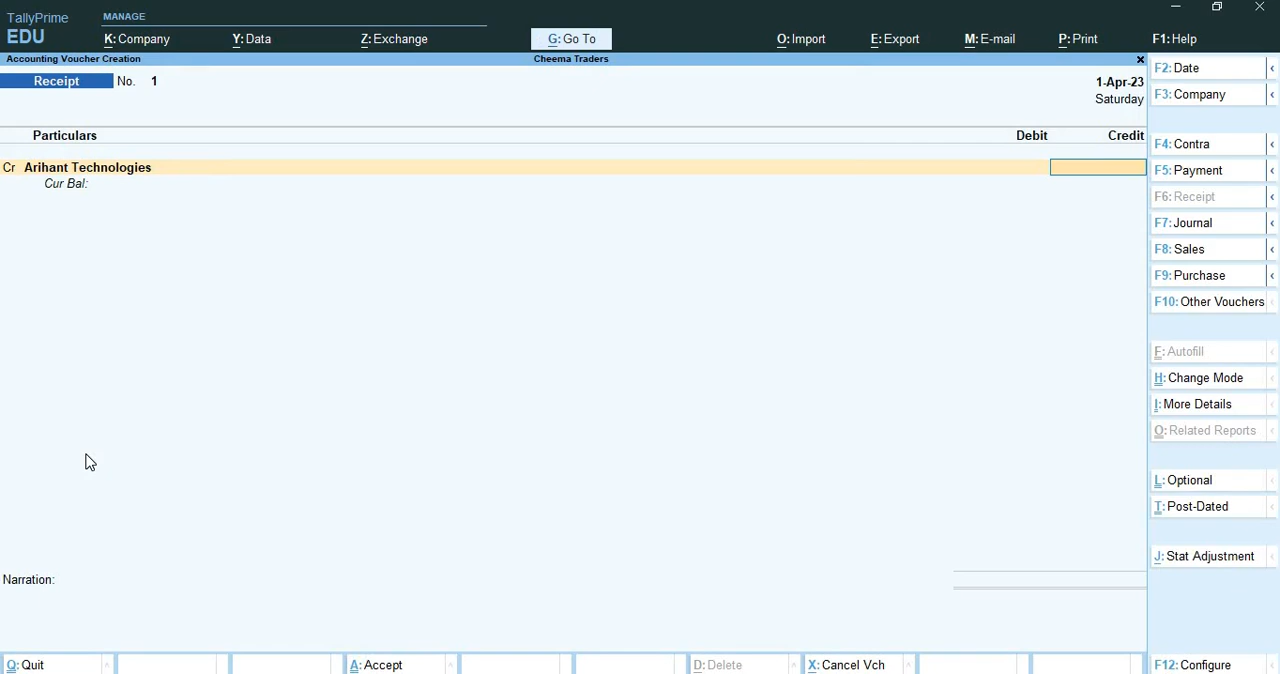 TallyPrime
EDU
MANAGE
K: Company
Y: Data
Z: Exchange
G: Go To
O: Import
E: Export
M: E-mail
P: Print
F1: Help
Accounting Voucher Creation
Cheema Traders
Receipt No. 1
1-Apr-23
Saturday
Particulars Debit Credit
Cr Arihant Technologies
Cur Bal:
Narration:
F2: Date
F3: Company
F4: Contra
F5: Payment
F6: Receipt
F7: Journal
F8: Sales
F9: Purchase
F10: Other Vouchers
F: Autofill
H: Change Mode
I: More Details
O: Related Reports
L: Optional
T: Post-Dated
J: Stat Adjustment
Q: Quit
A: Accept
D: Delete
X: Cancel Vch
F12: Configure